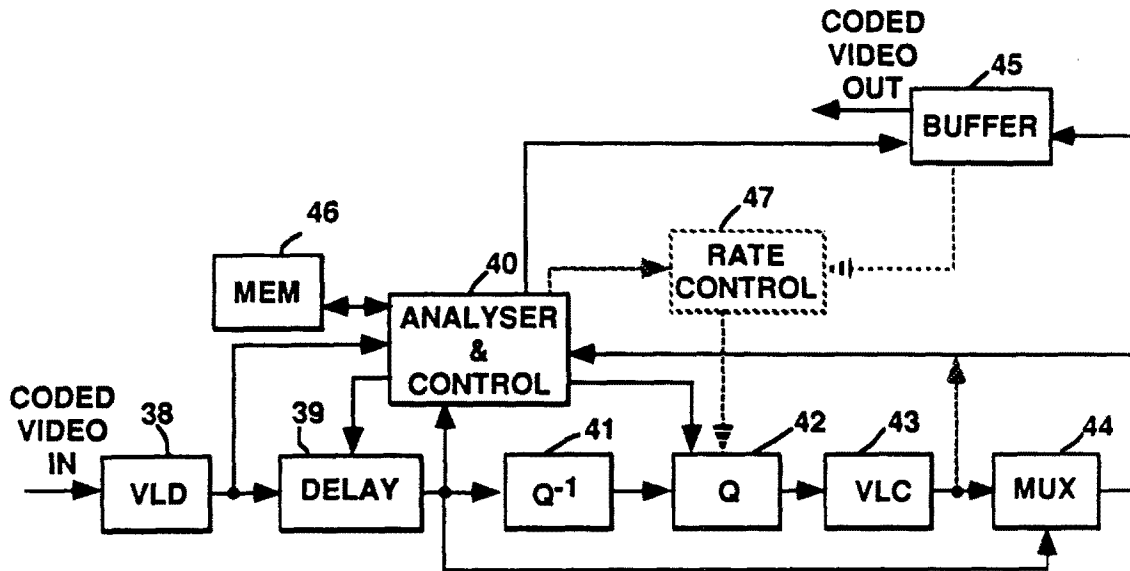 CODED
VIDEO
OUT
45
BUFFER
46
MEM
47
RATE
CONTROL
40
ANALYSER
&
CONTROL
CODED
VIDEO
IN
38
VLD
39
DELAY
41
Q-1
42
Q
43
VLC
44
MUX